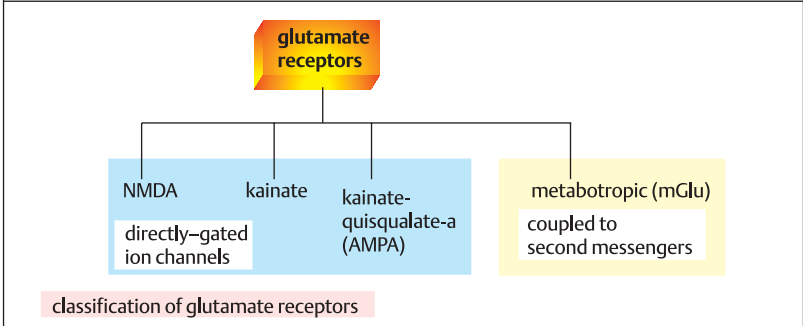 glutamate
receptors
NMDA
kainate
kainate-
quisqualate-a
(AMPA)
metabotropic (mGlu)
directly–gated
ion channels
coupled to
second messengers
classification of glutamate receptors